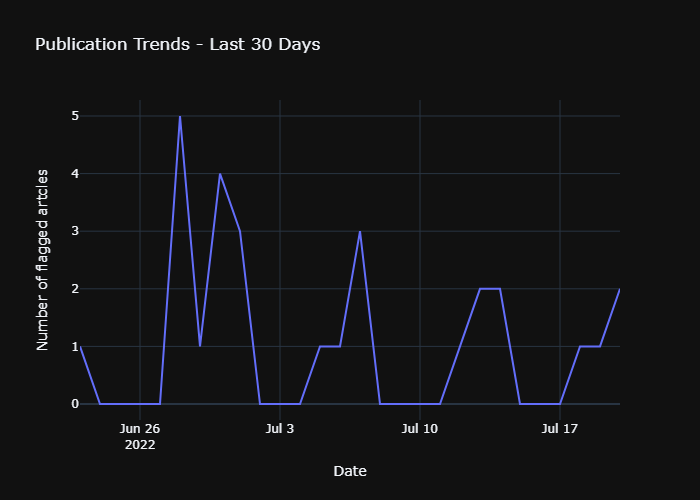 Publication Trends - Last 30 Days
Number of flagged artcles
5
4
3
2
1
0
Jun 26
2022
Jul 3
Jul 10
Jul 17
Date